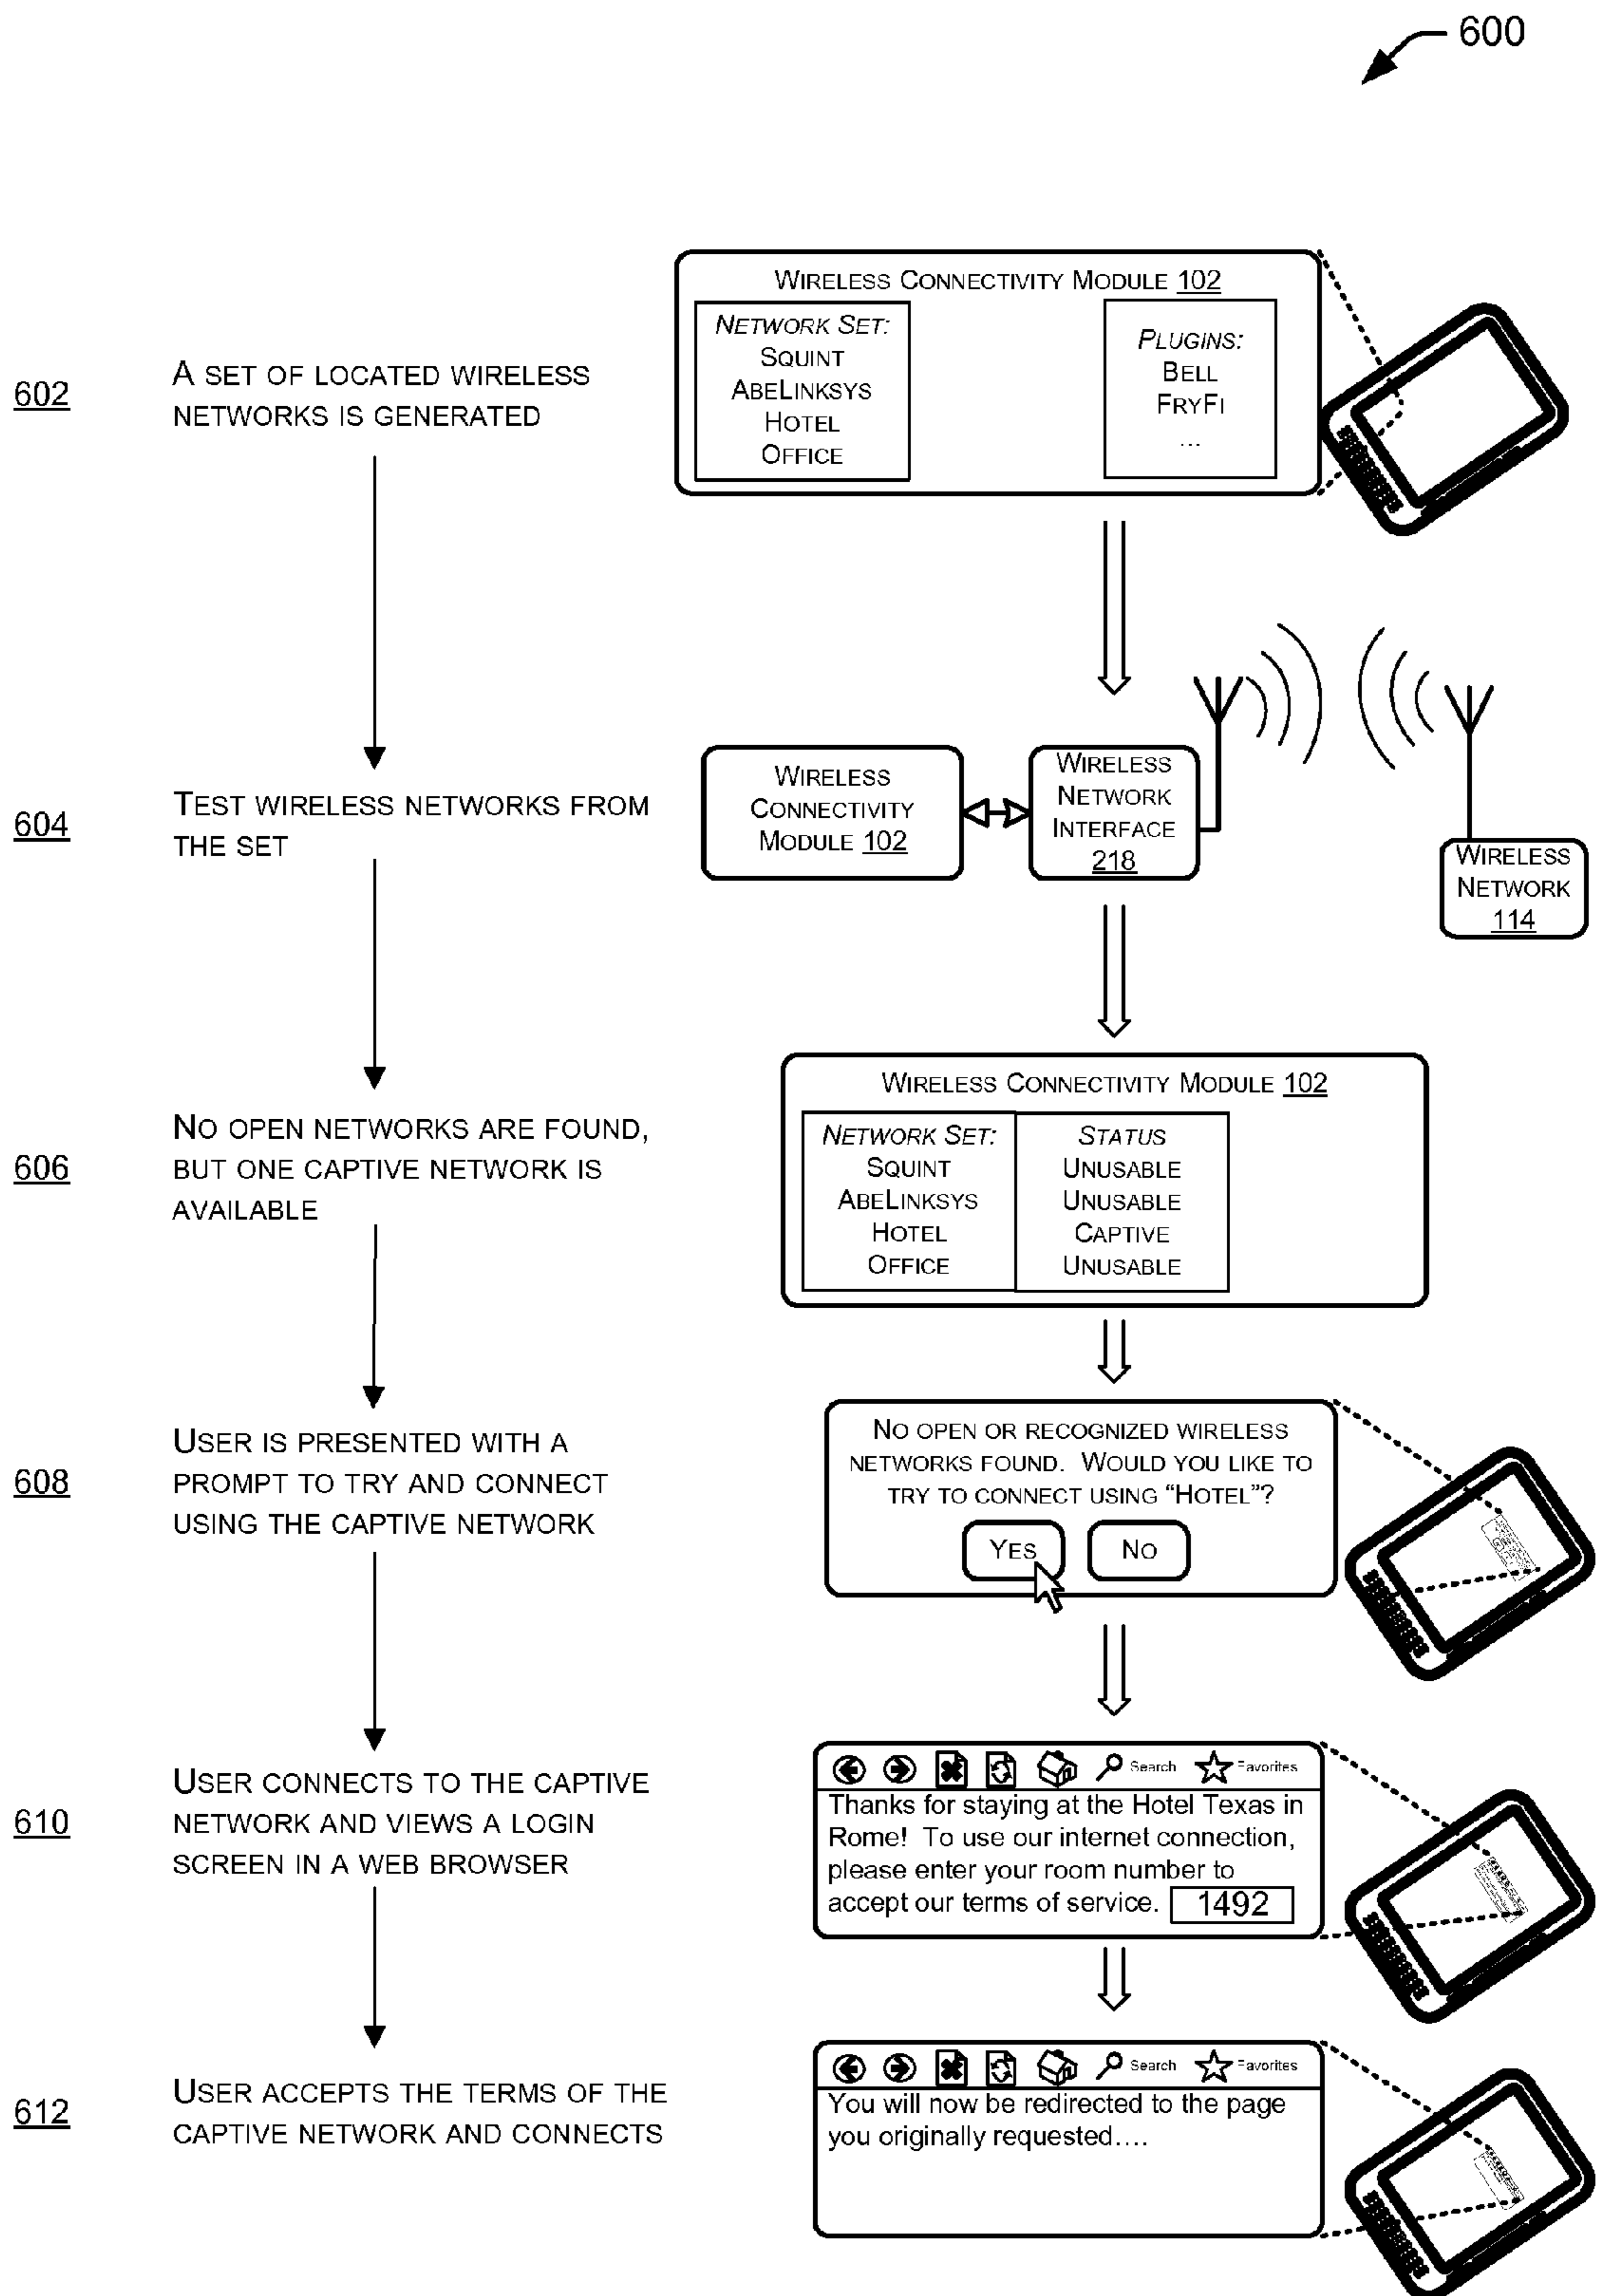 600
602
A SET OF LOCATED WIRELESS
NETWORKS IS GENERATED
WIRELESS CONNECTIVITY MODULE 102
NETWORK SET:
SQUINT
ABELINKSYS
HOTEL
OFFICE
PLUGINS:
BELL
FRYFI
...
604
TEST WIRELESS NETWORKS FROM
THE SET
WIRELESS
CONNECTIVITY
MODULE 102
WIRELESS
NETWORK
INTERFACE
218
WIRELESS
NETWORK
114
606
NO OPEN NETWORKS ARE FOUND,
BUT ONE CAPTIVE NETWORK IS
AVAILABLE
WIRELESS CONNECTIVITY MODULE 102
NETWORK SET:
SQUINT
ABELINKSYS
HOTEL
OFFICE
STATUS
UNUSABLE
UNUSABLE
CAPTIVE
UNUSABLE
608
USER IS PRESENTED WITH A
PROMPT TO TRY AND CONNECT
USING THE CAPTIVE NETWORK
NO OPEN OR RECOGNIZED WIRELESS
NETWORKS FOUND. WOULD YOU LIKE TO
TRY TO CONNECT USING “HOTEL”?
YES
NO
610
USER CONNECTS TO THE CAPTIVE
NETWORK AND VIEWS A LOGIN
SCREEN IN A WEB BROWSER
Search
Favorites
Thanks for staying at the Hotel Texas in
Rome! To use our internet connection,
please enter your room number to
accept our terms of service. 1492
612
USER ACCEPTS THE TERMS OF THE
CAPTIVE NETWORK AND CONNECTS
Search
Favorites
You will now be redirected to the page
you originally requested....